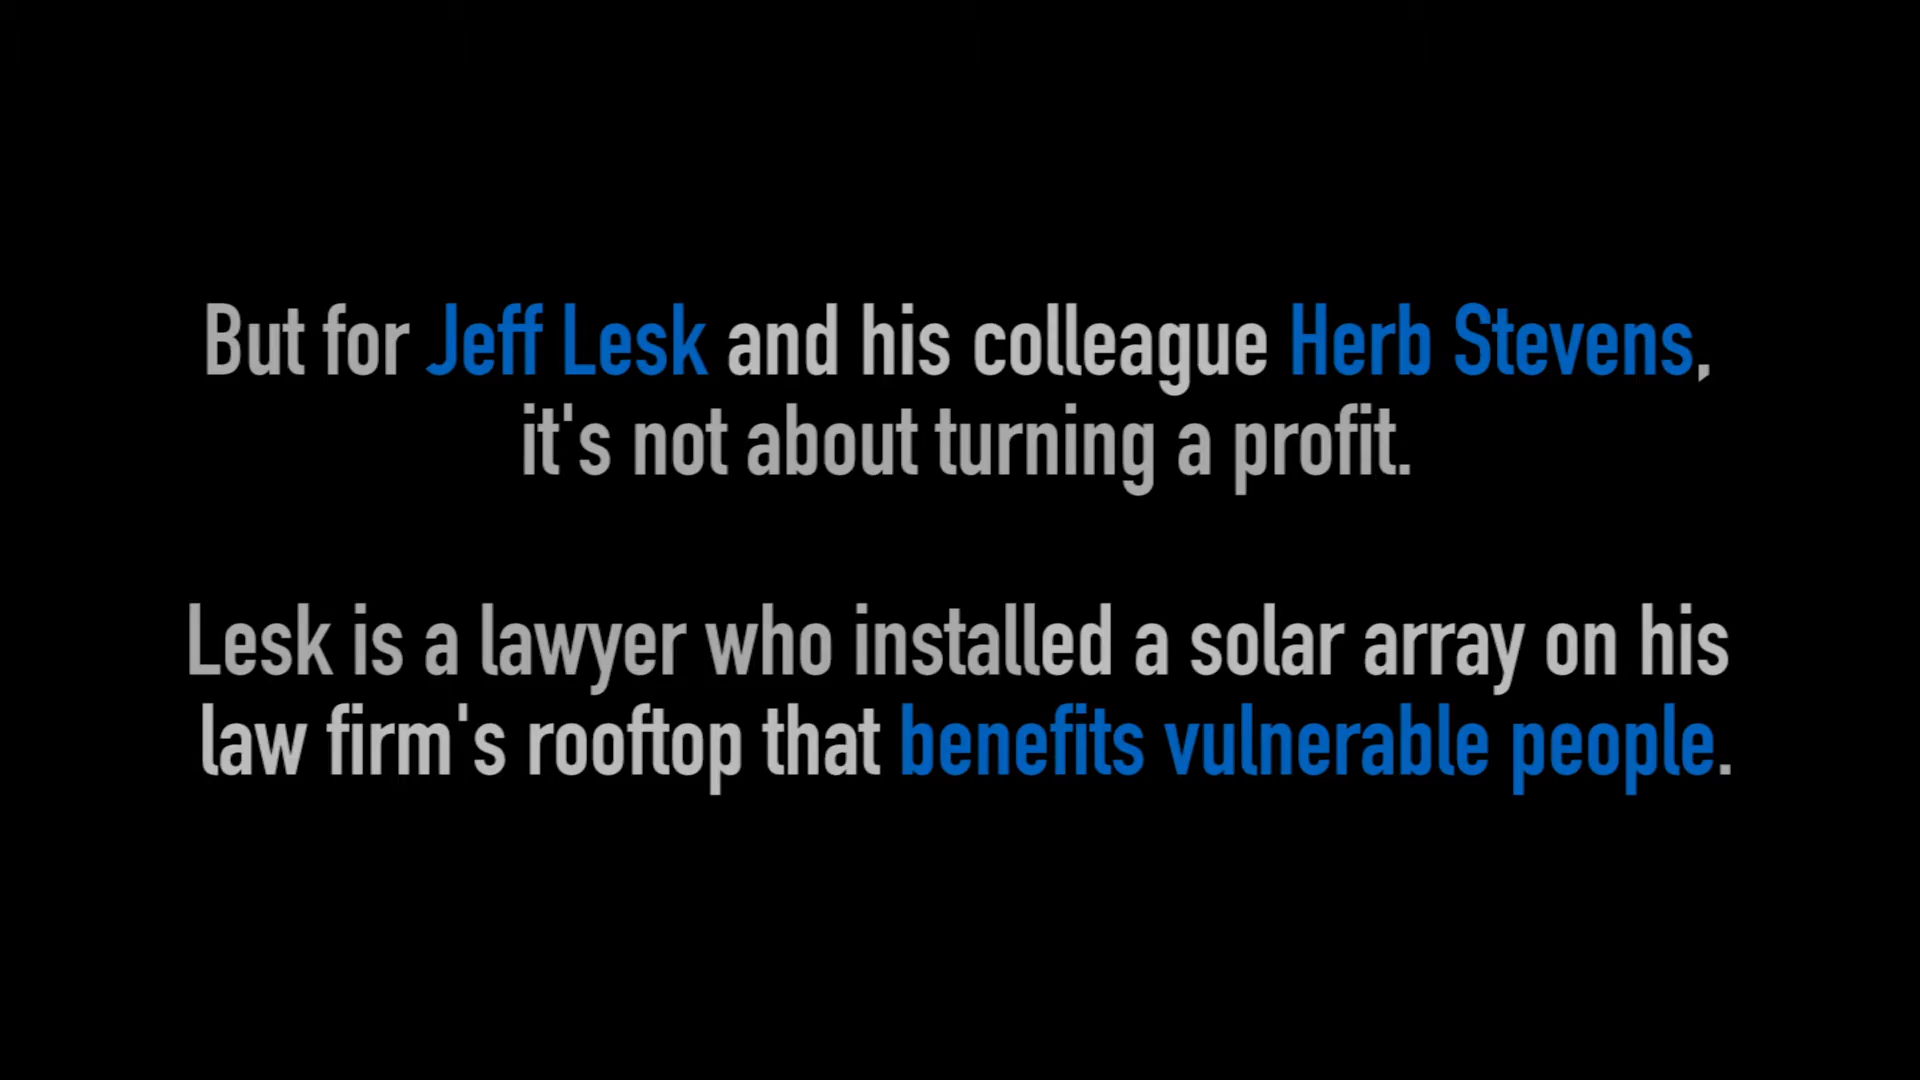 But for Jeff Lesk and his colleague Herb Stevens,
it's not about turning a profit.
Lesk is a lawyer who installed a solar array on his
law firm's rooftop that benefits vulnerable people.